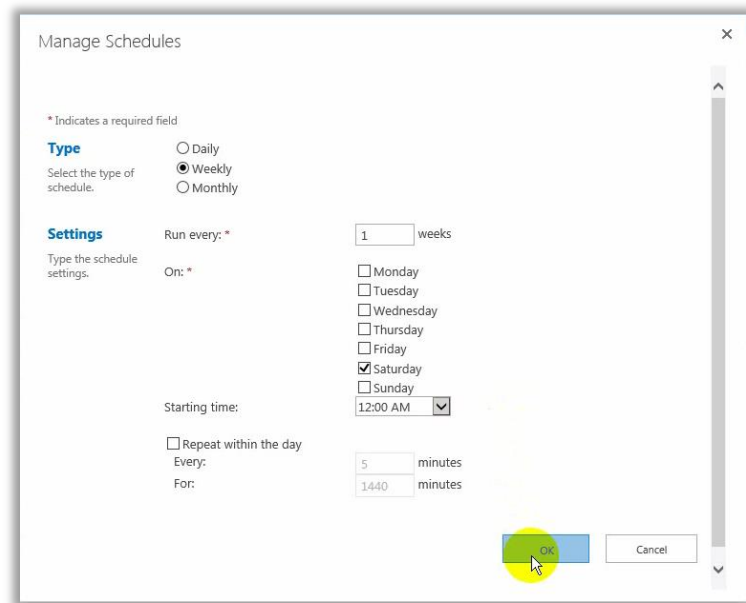 Manage Schedules
* Indicates a required field
Type
Select the type of
schedule.
Daily
Weekly
Monthly
Settings
Type the schedule
settings.
Run every: *
1 weeks
On: *
Monday
Tuesday
Wednesday
Thursday
Friday
Saturday
Sunday
Starting time:
12:00 AM
Repeat within the day
Every:
5 minutes
For:
1440 minutes
OK
Cancel